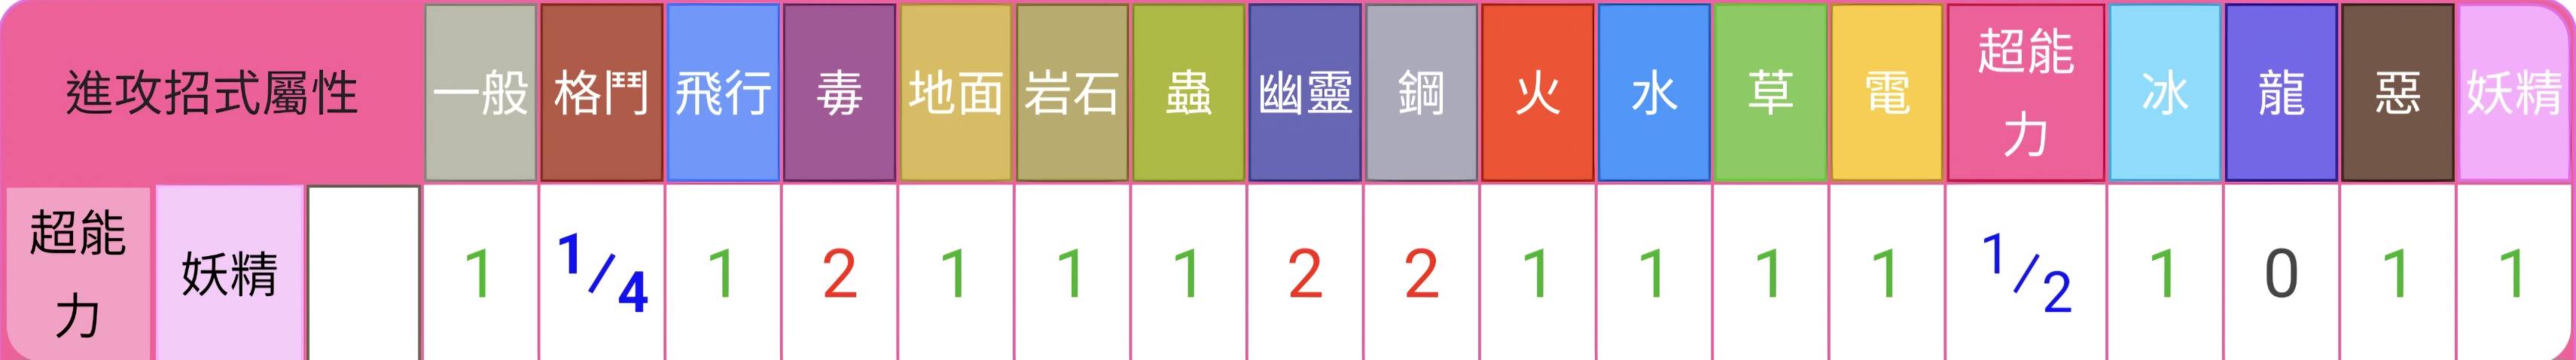 進攻招式屬性 一般 格鬥 飛行 毒 地面 岩石 蟲 幽靈 鋼 火 水 草 電 超能力 冰 龍 惡 妖精
超能力 妖精 1 1/4 1 2 1 1 1 2 2 1 1 1 1 1/2 1 0 1 1